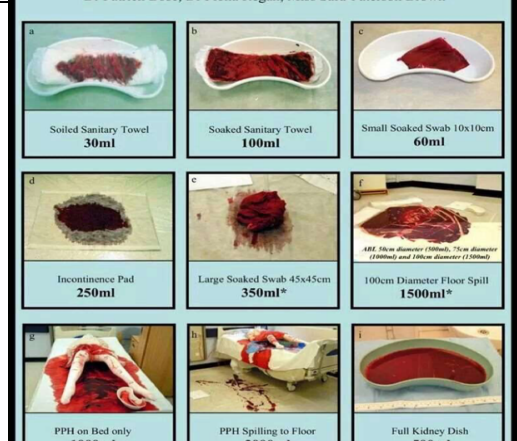 a
b
c
Soiled Sanitary Towel
30ml
Soaked Sanitary Towel
100ml
Small Soaked Swab 10x10cm
60ml
d
e
f
ABL 50cm diameter (500ml), 75cm diameter
(1000ml) and 100cm diameter (1500ml)
Incontinence Pad
250ml
Large Soaked Swab 45x45cm
350ml*
100cm Diameter Floor Spill
1500ml*
g
h
i
PPH on Bed only
PPH Spilling to Floor
Full Kidney Dish